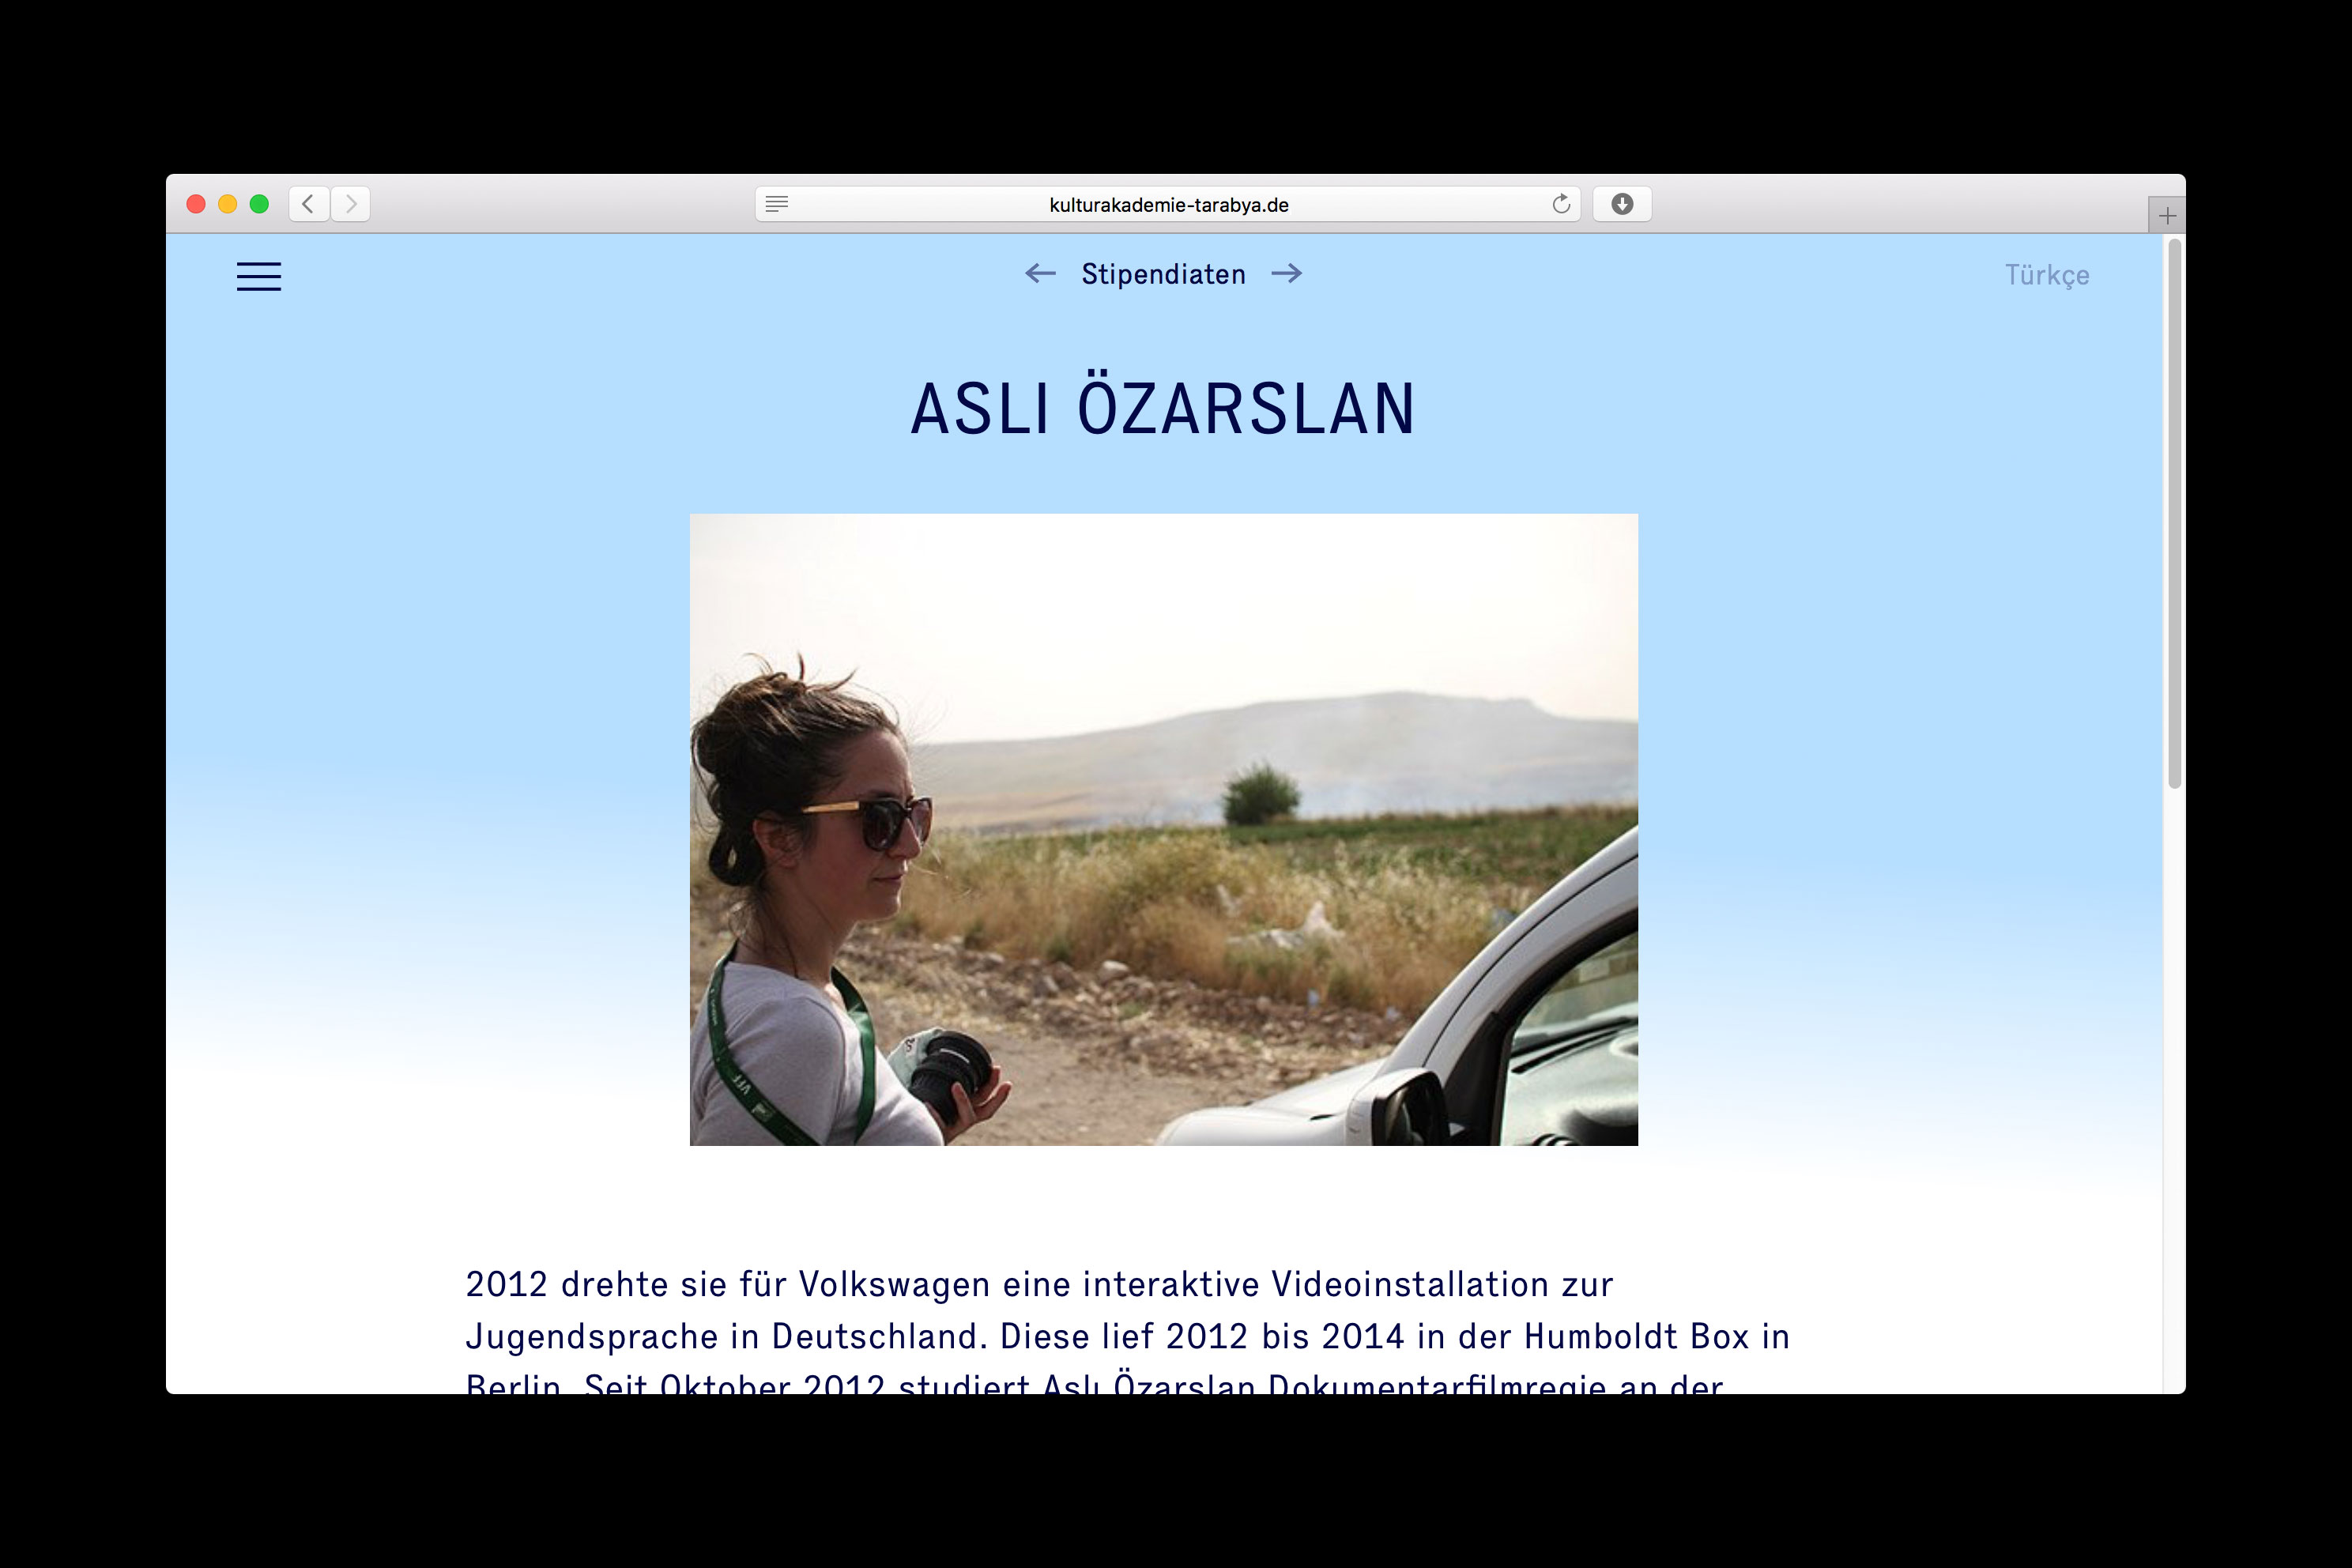 kulturakademie-tarabya.de
← Stipendiaten →
Türkçe
ASLI ÖZARSLAN
VFF
2012 drehte sie für Volkswagen eine interaktive Videoinstallation zur
Jugendsprache in Deutschland. Diese lief 2012 bis 2014 in der Humboldt Box in
Berlin. Seit Oktober 2012 studiert Aslı Özarslan Dokumentarfilmregie an der